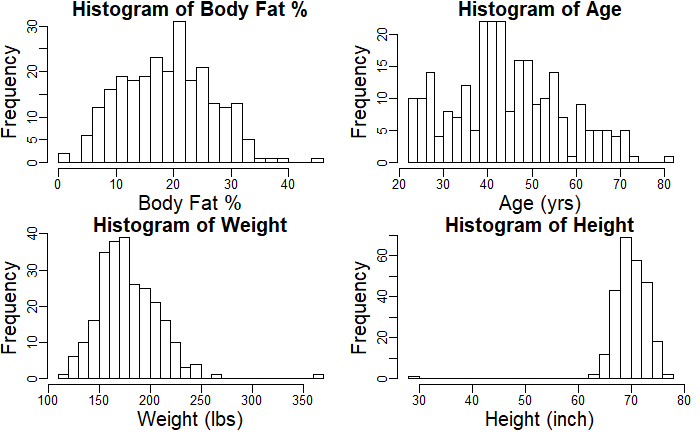 Histogram of Body Fat %
Frequency
0 5 10 20 30
0 10 20 30 40
Body Fat %
Histogram of Age
Frequency
0 5 10 20
20 30 40 50 60 70 80
Age (yrs)
Histogram of Weight
Frequency
0 10 20 30 40
100 150 200 250 300 350
Weight (lbs)
Histogram of Height
Frequency
0 20 40 60
30 40 50 60 70 80
Height (inch)